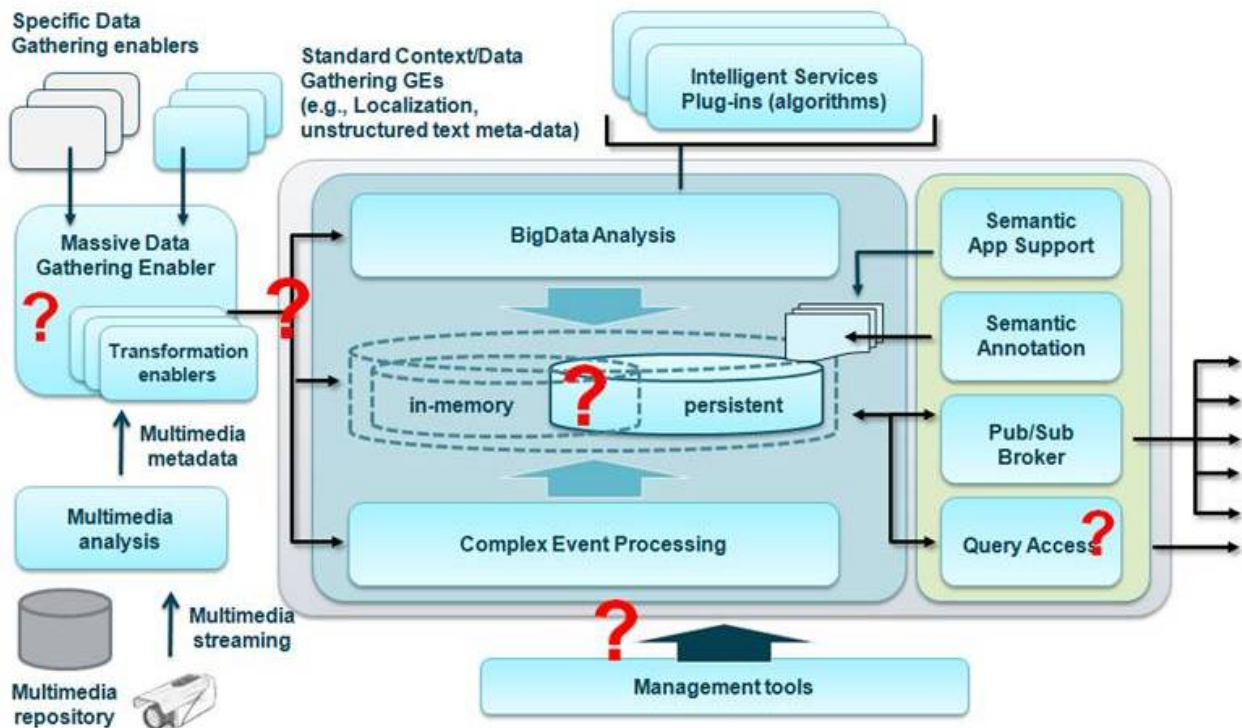 Specific Data
Gathering enablers
Standard Context/Data
Gathering GEs
(e.g., Localization,
unstructured text meta-data)
Intelligent Services
Plug-ins (algorithms)
Massive Data
Gathering Enabler
?
?
Transformation
enablers
BigData Analysis
in-memory
?
persistent
Complex Event Processing
Semantic
App Support
Semantic
Annotation
Pub/Sub
Broker
Query Access
?
Multimedia
metadata
Multimedia
analysis
Multimedia
streaming
Multimedia
repository
?
Management tools